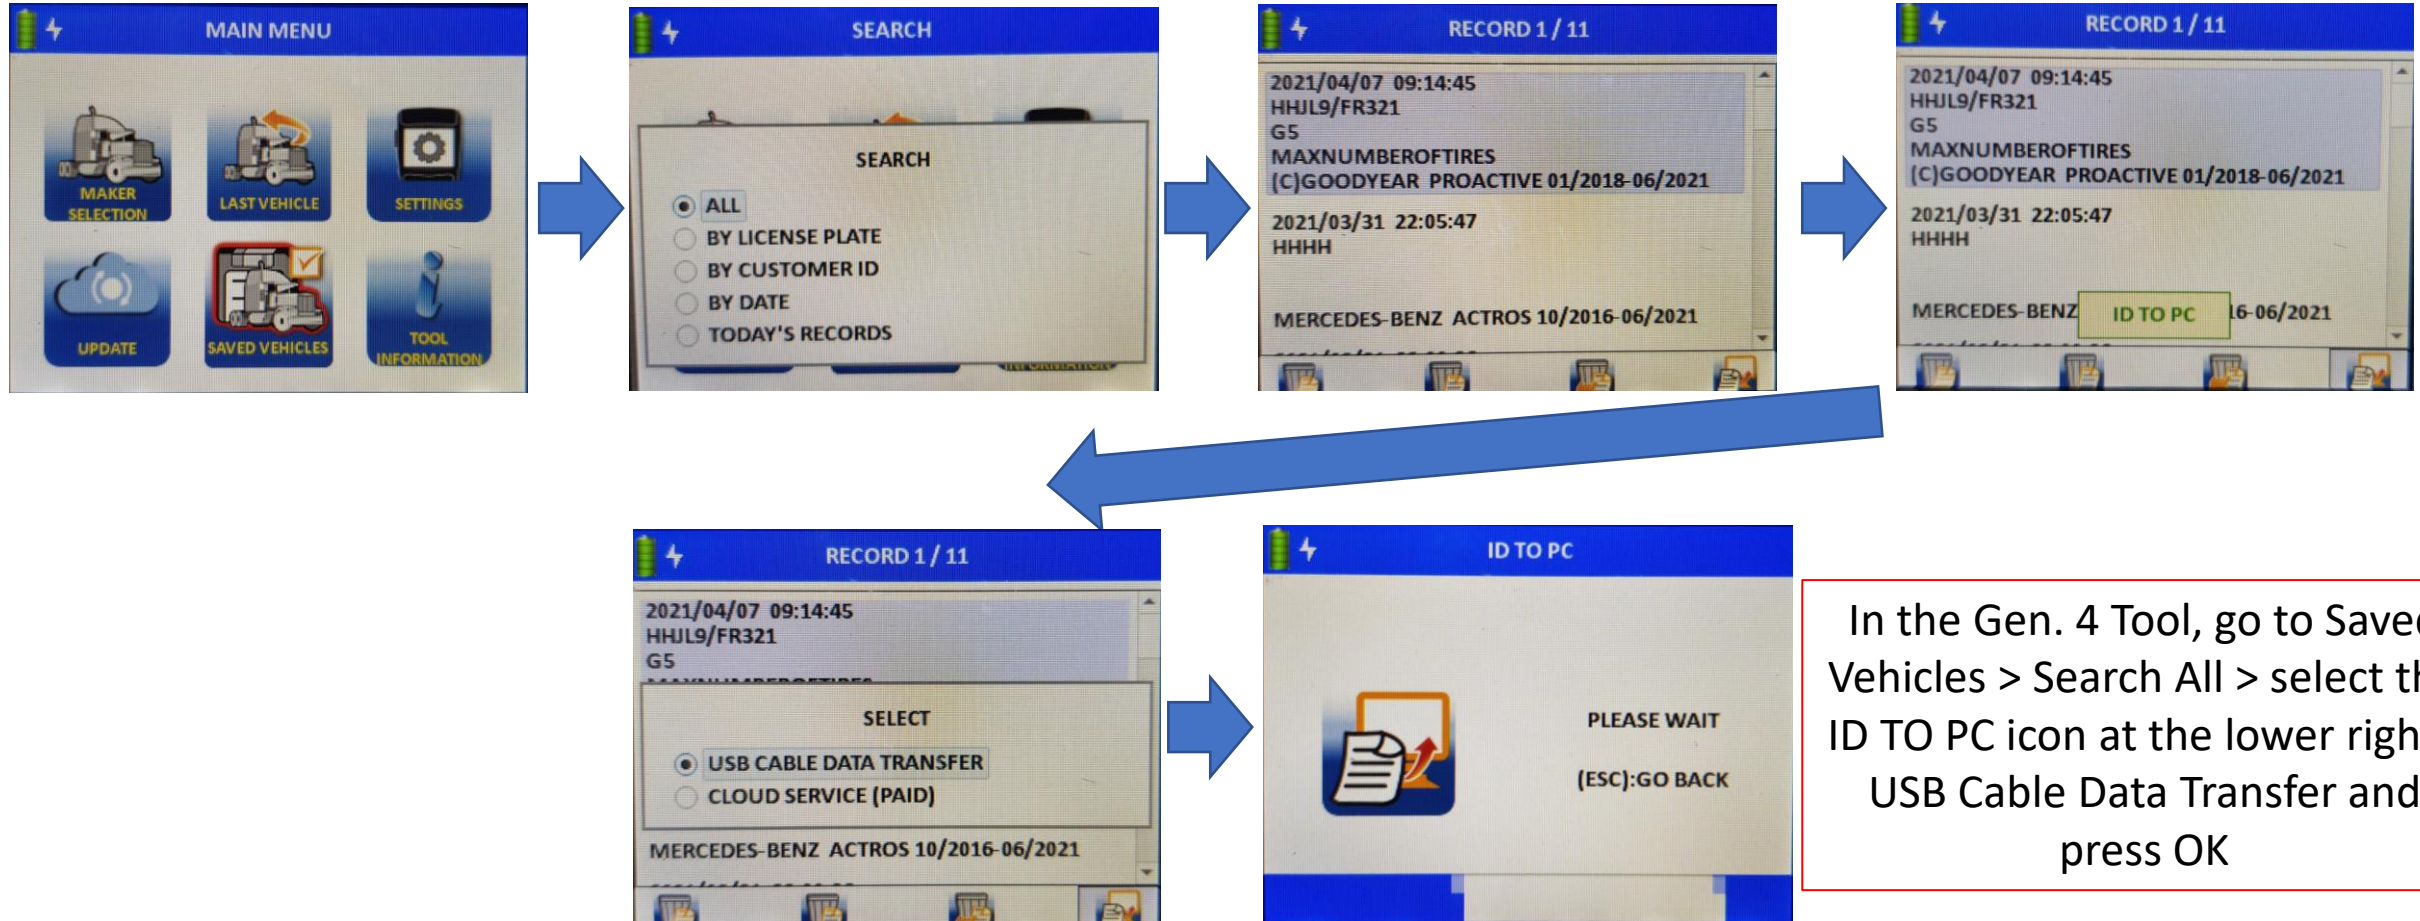 MAIN MENU
MAKER
SELECTION
LAST VEHICLE
SETTINGS
UPDATE
SAVED VEHICLES
TOOL
INFORMATION
SEARCH
SEARCH
ALL
BY LICENSE PLATE
BY CUSTOMER ID
BY DATE
TODAY'S RECORDS
RECORD 1 / 11
2021/04/07 09:14:45
HHJL9/FR321
G5
MAXNUMBEROFTIRES
(C)GOODYEAR PROACTIVE 01/2018-06/2021
2021/03/31 22:05:47
HHHH
MERCEDES-BENZ ACTROS 10/2016-06/2021
RECORD 1 / 11
2021/04/07 09:14:45
HHJL9/FR321
G5
MAXNUMBEROFTIRES
(C)GOODYEAR PROACTIVE 01/2018-06/2021
2021/03/31 22:05:47
HHHH
MERCEDES-BENZ 16-06/2021
ID TO PC
RECORD 1 / 11
2021/04/07 09:14:45
HHJL9/FR321
G5
SELECT
USB CABLE DATA TRANSFER
CLOUD SERVICE (PAID)
MERCEDES-BENZ ACTROS 10/2016-06/2021
ID TO PC
PLEASE WAIT
(ESC):GO BACK
In the Gen. 4 Tool, go to Saved
Vehicles > Search All > select th
ID TO PC icon at the lower righ
USB Cable Data Transfer and
press OK